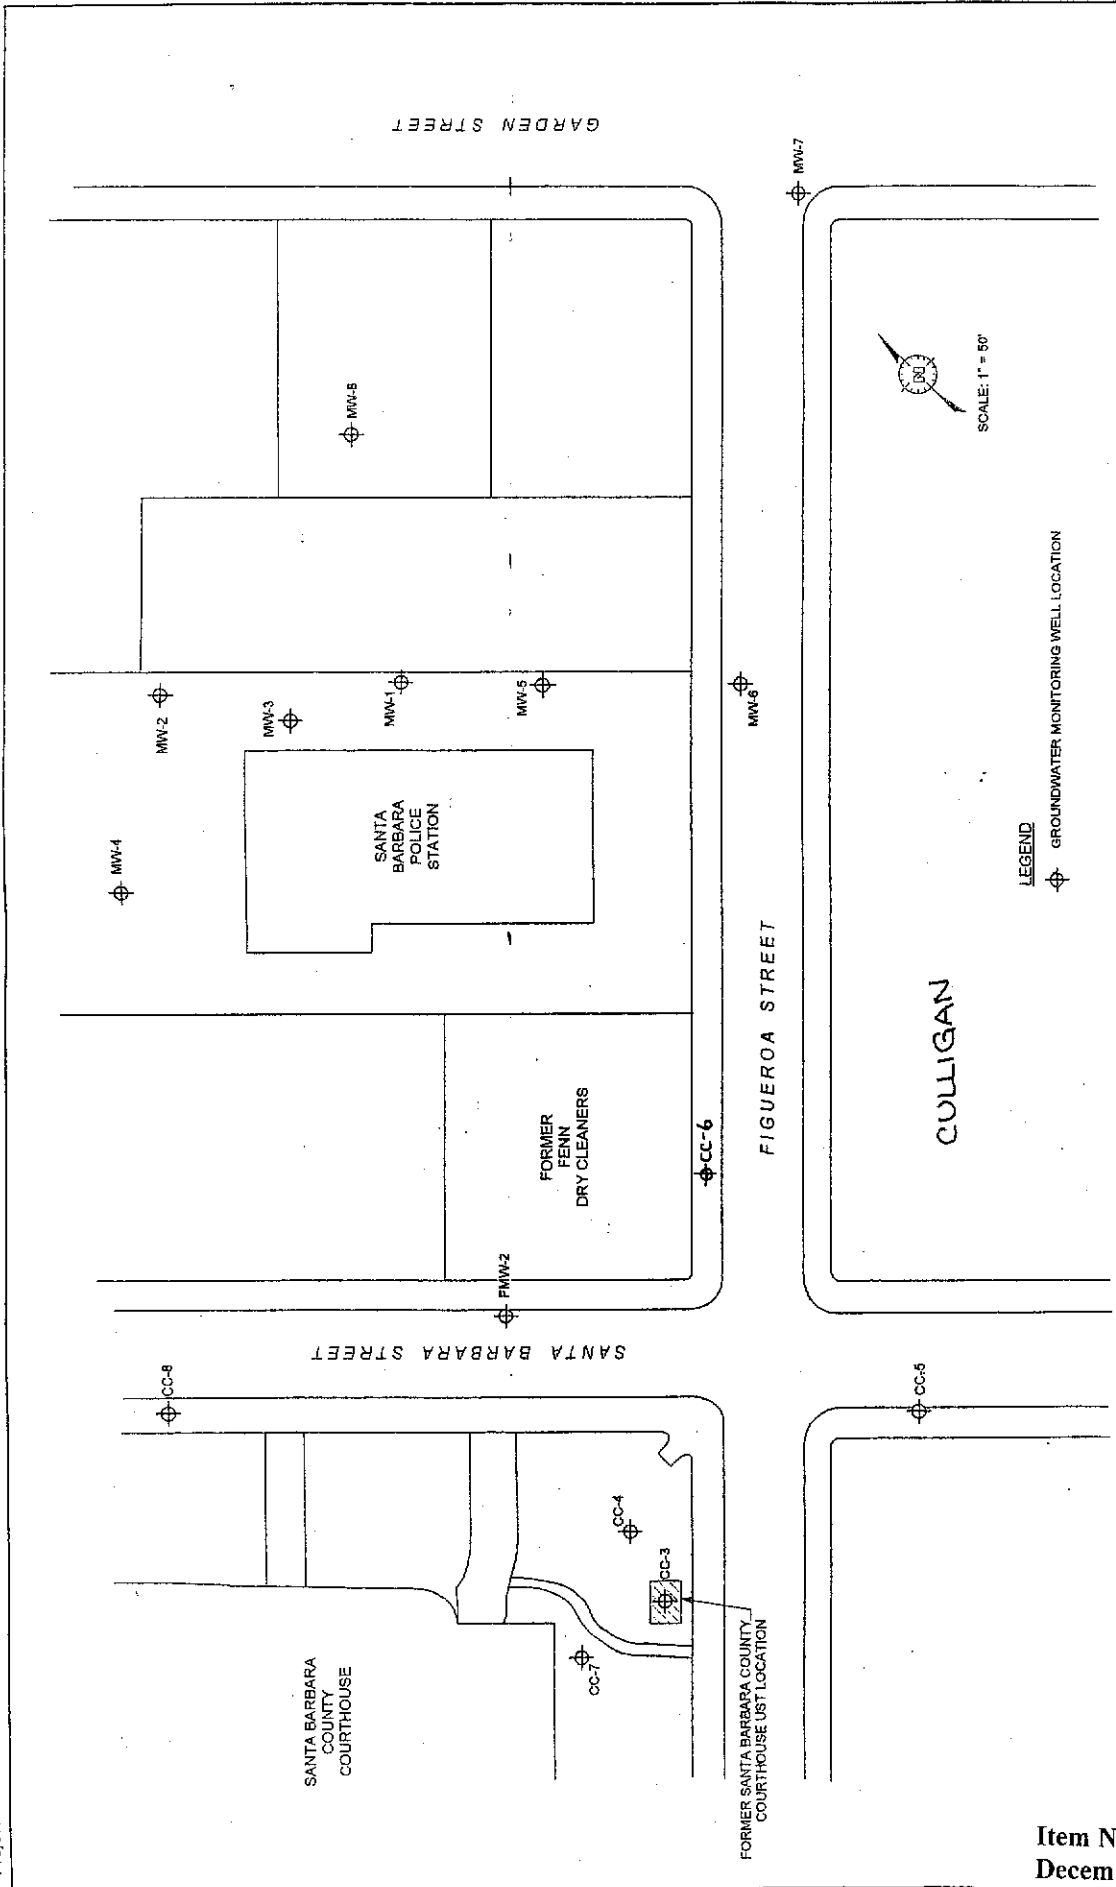 GARDEN STREET
MW-7
MW-8
SCALE: 1" = 50'
N
MW-2
MW-3
MW-1
MW-5
MW-6
SANTA
BARBARA
POLICE
STATION
MW-4
LEGEND
GROUNDWATER MONITORING WELL LOCATION
FIGUEROA STREET
CULLIGAN
FORMER
FENN
DRY CLEANERS
CC-6
FMW-2
SANTA BARBARA STREET
CC-8
CC-5
CC-4
CC-3
CC-7
SANTA BARBARA
COUNTY
COURTHOUSE
FORMER SANTA BARBARA COUNTY
COURTHOUSE UST LOCATION
Item N
Decem